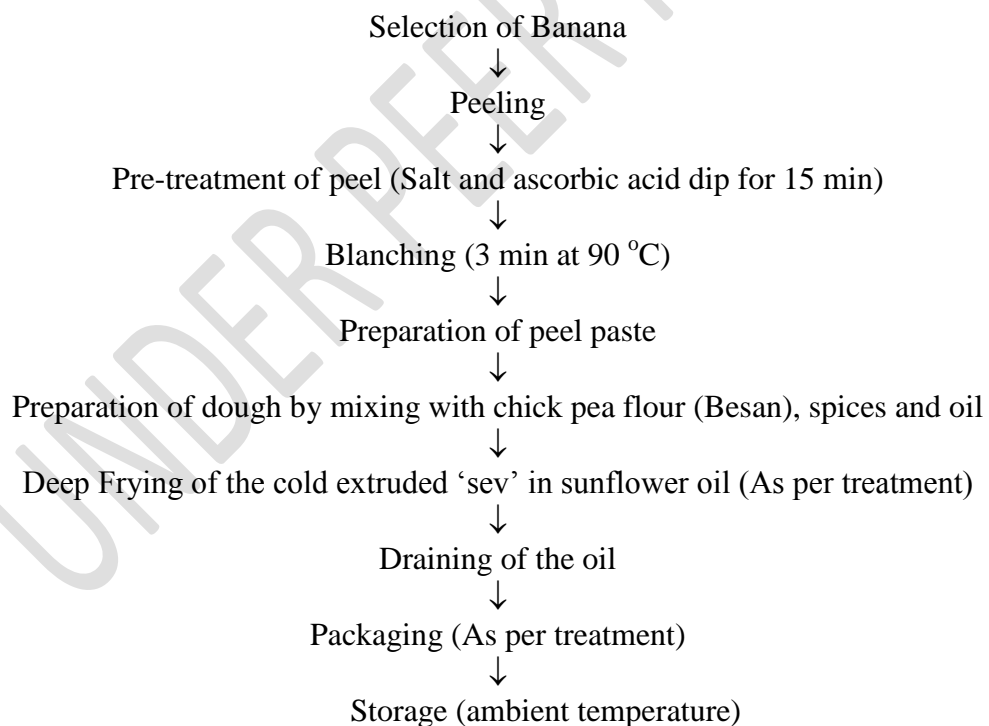 Selection of Banana
↓
Peeling
↓
Pre-treatment of peel (Salt and ascorbic acid dip for 15 min)
↓
Blanching (3 min at 90 °C)
↓
Preparation of peel paste
↓
Preparation of dough by mixing with chick pea flour (Besan), spices and oil
↓
Deep Frying of the cold extruded ‘sev’ in sunflower oil (As per treatment)
↓
Draining of the oil
↓
Packaging (As per treatment)
↓
Storage (ambient temperature)
UNDER PEER